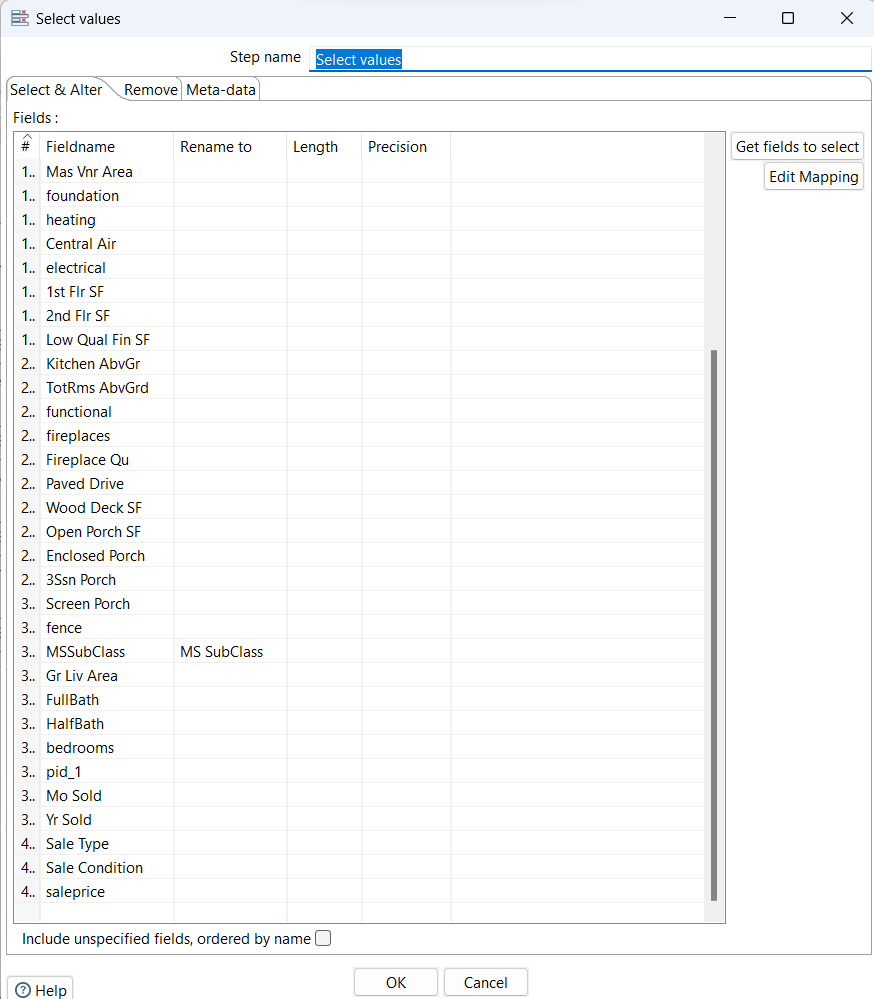 Select values
Step name Select values
Select & Alter Remove Meta-data
Fields :
# Fieldname Rename to Length Precision Get fields to select
1.. Mas Vnr Area Edit Mapping
1.. foundation
1.. heating
1.. Central Air
1.. electrical
1.. 1st Flr SF
1.. 2nd Flr SF
1.. Low Qual Fin SF
2.. Kitchen AbvGr
2.. TotRms AbvGrd
2.. functional
2.. fireplaces
2.. Fireplace Qu
2.. Paved Drive
2.. Wood Deck SF
2.. Open Porch SF
2.. Enclosed Porch
2.. 3Ssn Porch
3.. Screen Porch
3.. fence
3.. MSSubClass MS SubClass
3.. Gr Liv Area
3.. FullBath
3.. HalfBath
3.. bedrooms
3.. pid_1
3.. Mo Sold
3.. Yr Sold
4.. Sale Type
4.. Sale Condition
4.. saleprice
Include unspecified fields, ordered by name
Help OK Cancel